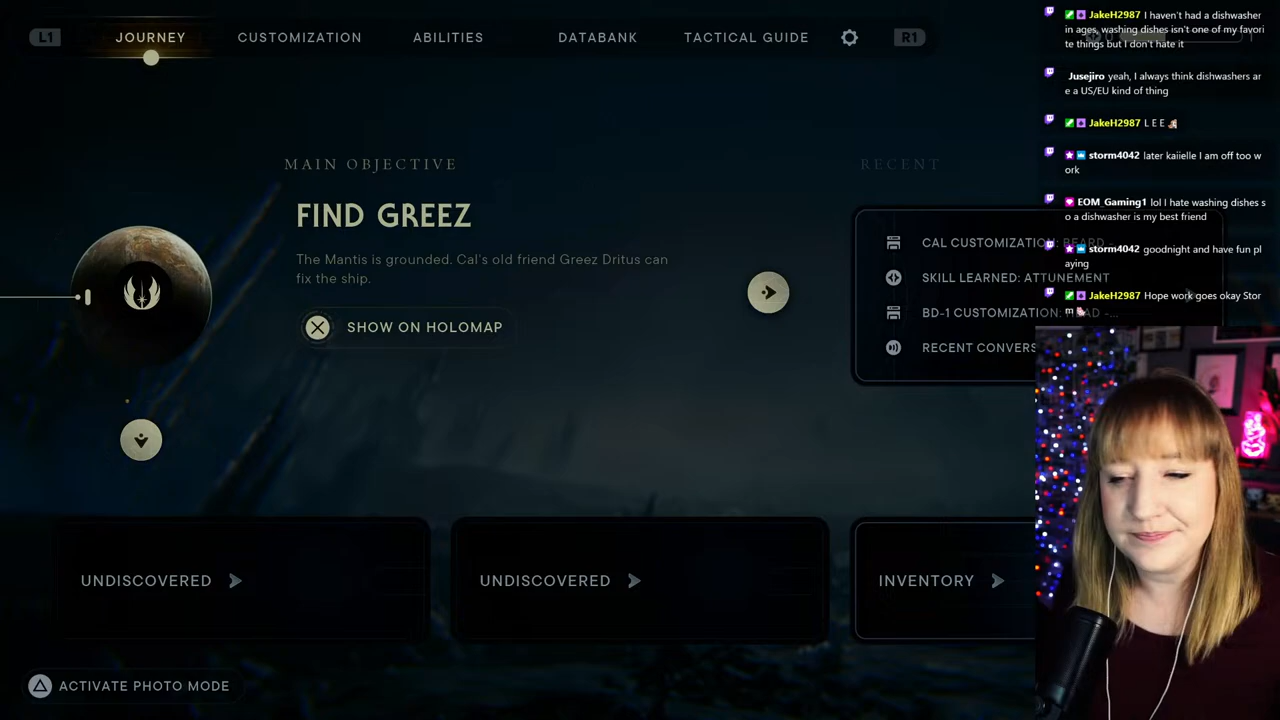 L1
JOURNEY
CUSTOMIZATION
ABILITIES
DATABANK
TACTICAL GUIDE
R1
MAIN OBJECTIVE
FIND GREEZ
The Mantis is grounded. Cal's old friend Greez Dritus can
fix the ship.
SHOW ON HOLOMAP
RECENT
CAL CUSTOMIZATION: BEARD
SKILL LEARNED: ATTUNEMENT
BD-1 CUSTOMIZATION: HEAD -...
RECENT CONVERS
UNDISCOVERED
UNDISCOVERED
INVENTORY
ACTIVATE PHOTO MODE
JakeH2987 I haven't had a dishwasher
in ages, washing dishes isn't one of my favori
te things but I don't hate it
Jusejiro yeah, I always think dishwashers ar
e a US/EU kind of thing
JakeH2987 L E E
storm4042 later kaiielle I am off too w
ork
EOM_Gaming1 lol I hate washing dishes s
o a dishwasher is my best friend
storm4042 goodnight and have fun pl
aying
JakeH2987 Hope work goes okay Stor
m